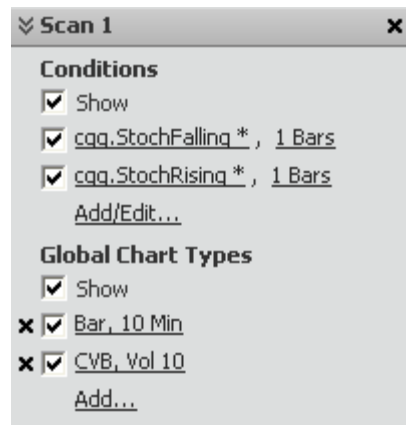 Scan 1
Conditions
Show
cqg.StochFalling * , 1 Bars
cqg.StochRising * , 1 Bars
Add/Edit...
Global Chart Types
Show
Bar, 10 Min
CVB, Vol 10
Add...